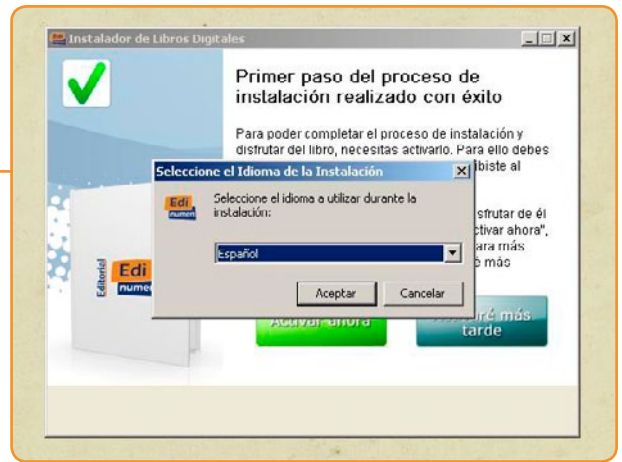 Instalador de Libros Digitales
Primer paso del proceso de
instalación realizado con éxito
Para poder completar el proceso de instalación y
disfrutar del libro, necesitas activarlo. Para ello debes
Seleccione el Idioma de la Instalación
Edi
numen
Seleccione el idioma a utilizar durante la
instalación:
Español
Aceptar
Cancelar
sfrutar de él
ctivar ahora",
ara más
é más
Editorial
Edi
nume
Activar ahora
ré más
tarde